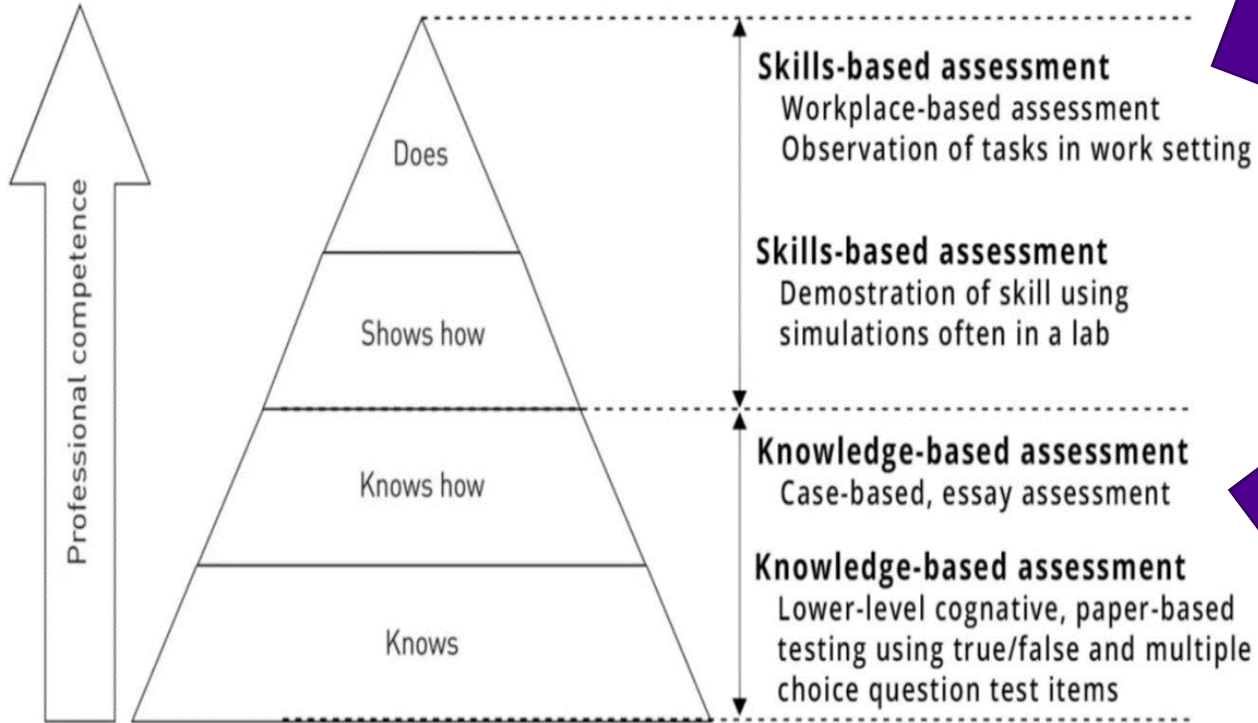 Professional competence
Does
Shows how
Knows how
Knows
Skills-based assessment
Workplace-based assessment
Observation of tasks in work setting
Skills-based assessment
Demostration of skill using
simulations often in a lab
Knowledge-based assessment
Case-based, essay assessment
Knowledge-based assessment
Lower-level cognative, paper-based
testing using true/false and multiple
choice question test items